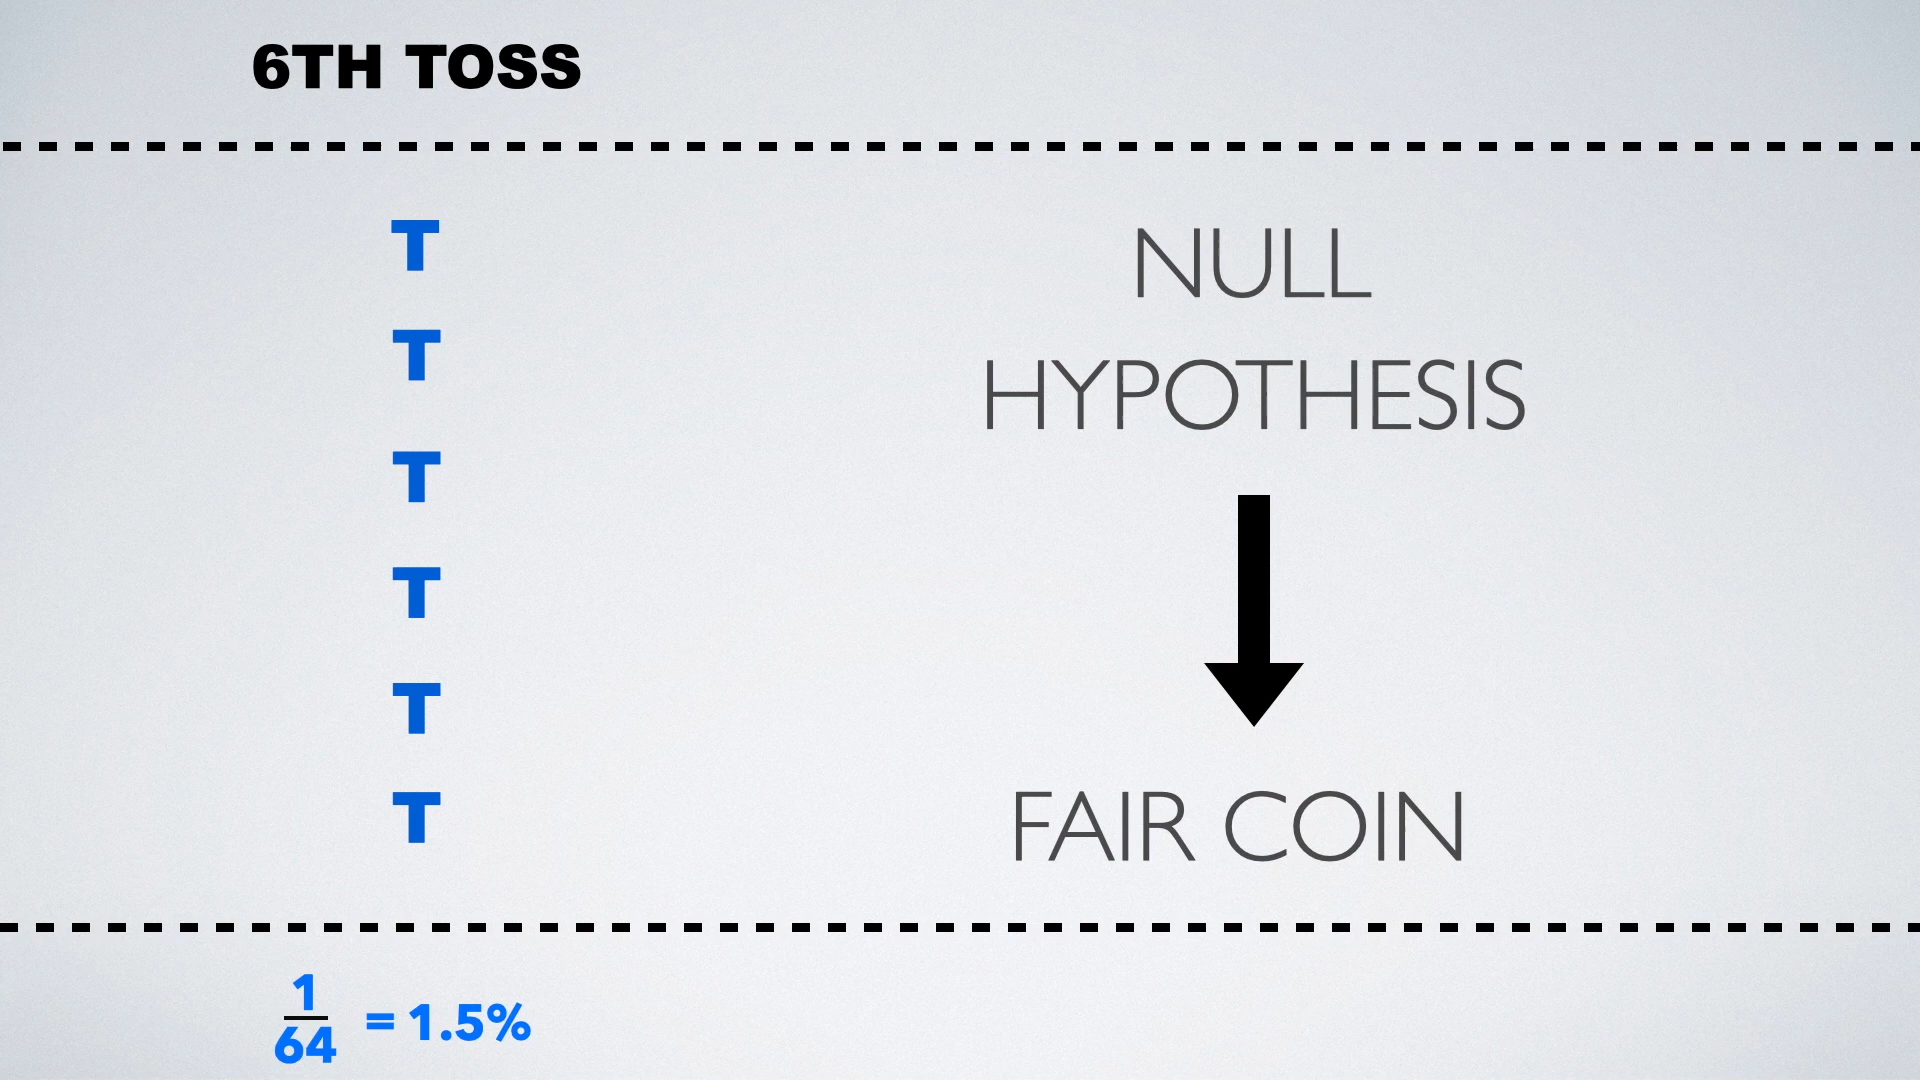 6TH TOSS
T
T
T
T
T
T
NULL
HYPOTHESIS
FAIR COIN
1
64
= 1.5%